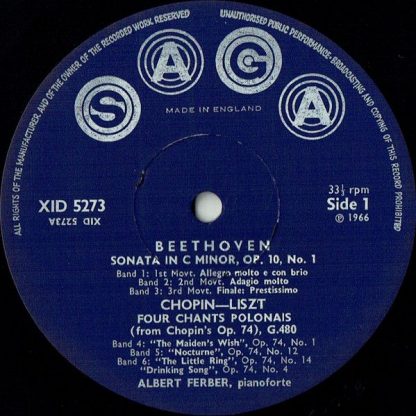 ALL RIGHTS OF THE MANUFACTURER, AND OF THE OWNER OF THE RECORDED WORK RESERVED
UNAUTHORISED PUBLIC PERFORMANCE-BROADCASTING AND COPYING OF THIS RECORD PROHIBITED
SAGA
MADE IN ENGLAND
XID 5273
XID 5273A
33⅓ rpm
Side 1
℗ 1966
BEETHOVEN
SONATA IN C MINOR, OP. 10, No. 1
Band 1: 1st Movt. Allegro molto e con brio
Band 2: 2nd Movt. Adagio molto
Band 3: 3rd Movt. Finale: Prestissimo
CHOPIN—LISZT
FOUR CHANTS POLONAIS
(from Chopin's Op. 74), G.480
Band 4: "The Maiden's Wish", Op. 74, No. 1
Band 5: "Nocturne", Op. 74, No. 12
Band 6: "The Little Ring", Op. 74, No. 14
"Drinking Song", Op. 74, No. 4
ALBERT FERBER, pianoforte